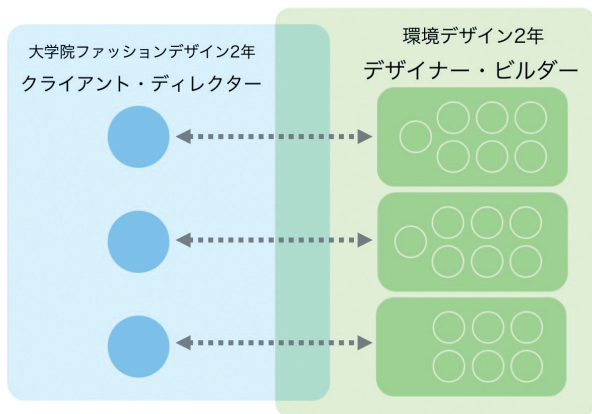 大学院ファッションデザイン2年
クライアント・ディレクター
環境デザイン2年
デザイナー・ビルダー